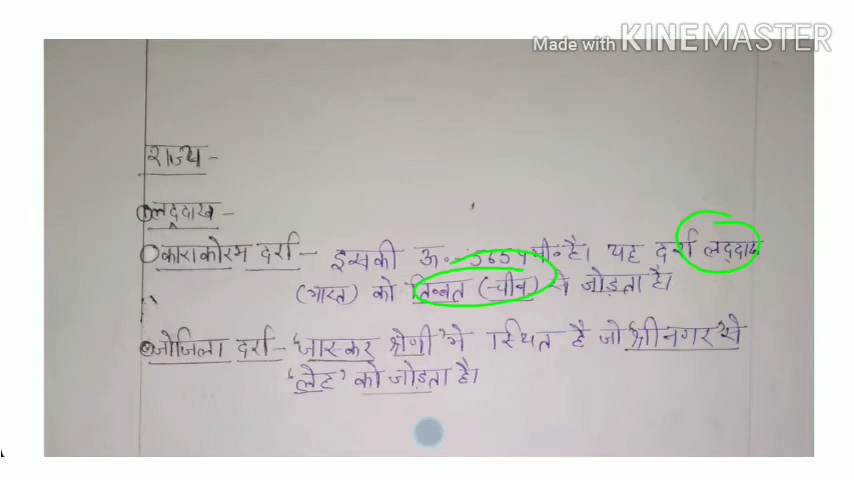 Made with KINEMASTER
राज्य -
लद्दाख -
काराकोरम दर्रा - इसकी ऊ. - 5654 मी. है। यह दर्रा लद्दाख
(भारत) को तिब्बत (चीन) से जोड़ता है।
जोजिला दर्रा - 'जास्कर श्रेणी' मे स्थित है जो 'श्रीनगर' से
'लेह' को जोड़ता है।